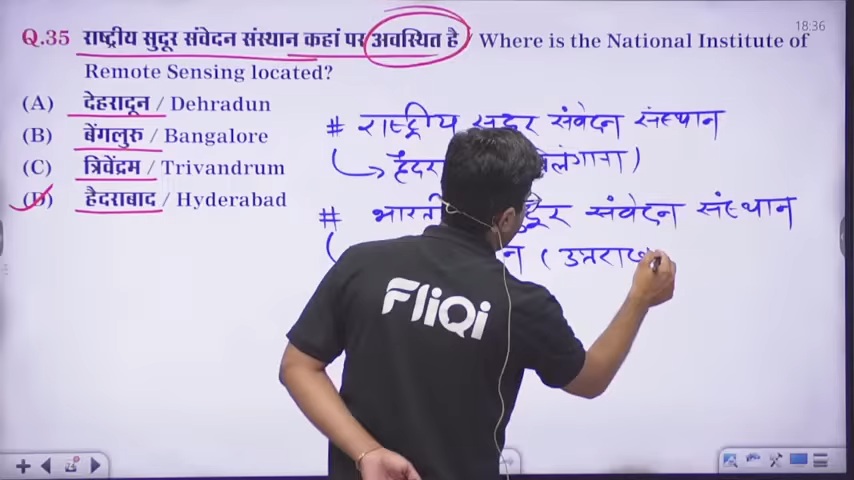 18:36
Q.35 राष्ट्रीय सुदूर संवेदन संस्थान कहां पर अवस्थित है / Where is the National Institute of
Remote Sensing located?
(A) देहरादून / Dehradun
(B) बेंगलुरु / Bangalore
(C) त्रिवेंद्रम / Trivandrum
(D) हैदराबाद / Hyderabad
# राष्ट्रीय सुदूर संवेदन संस्थान
# संवेदन संस्थान
FliQi